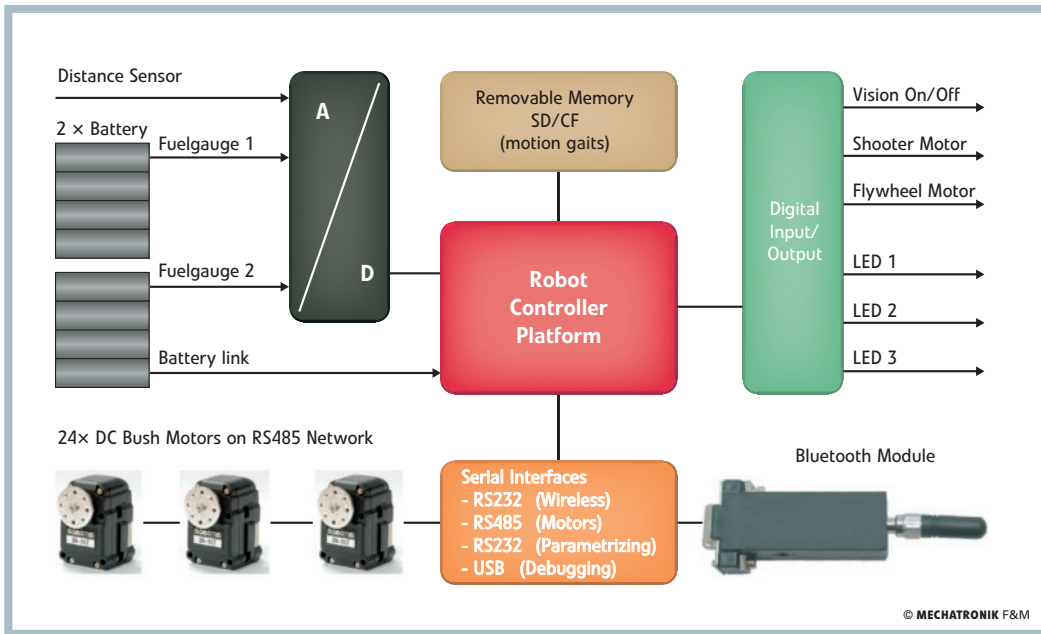 Distance Sensor
2 × Battery
Fuelgauge 1
Fuelgauge 2
Battery link
A
D
Removable Memory
SD/CF
(motion gaits)
Robot
Controller
Platform
Digital
Input/
Output
Vision On/Off
Shooter Motor
Flywheel Motor
LED 1
LED 2
LED 3
24× DC Bush Motors on RS485 Network
Serial Interfaces
- RS232 (Wireless)
- RS485 (Motors)
- RS232 (Parametrizing)
- USB (Debugging)
Bluetooth Module
© MECHATRONIK F&M